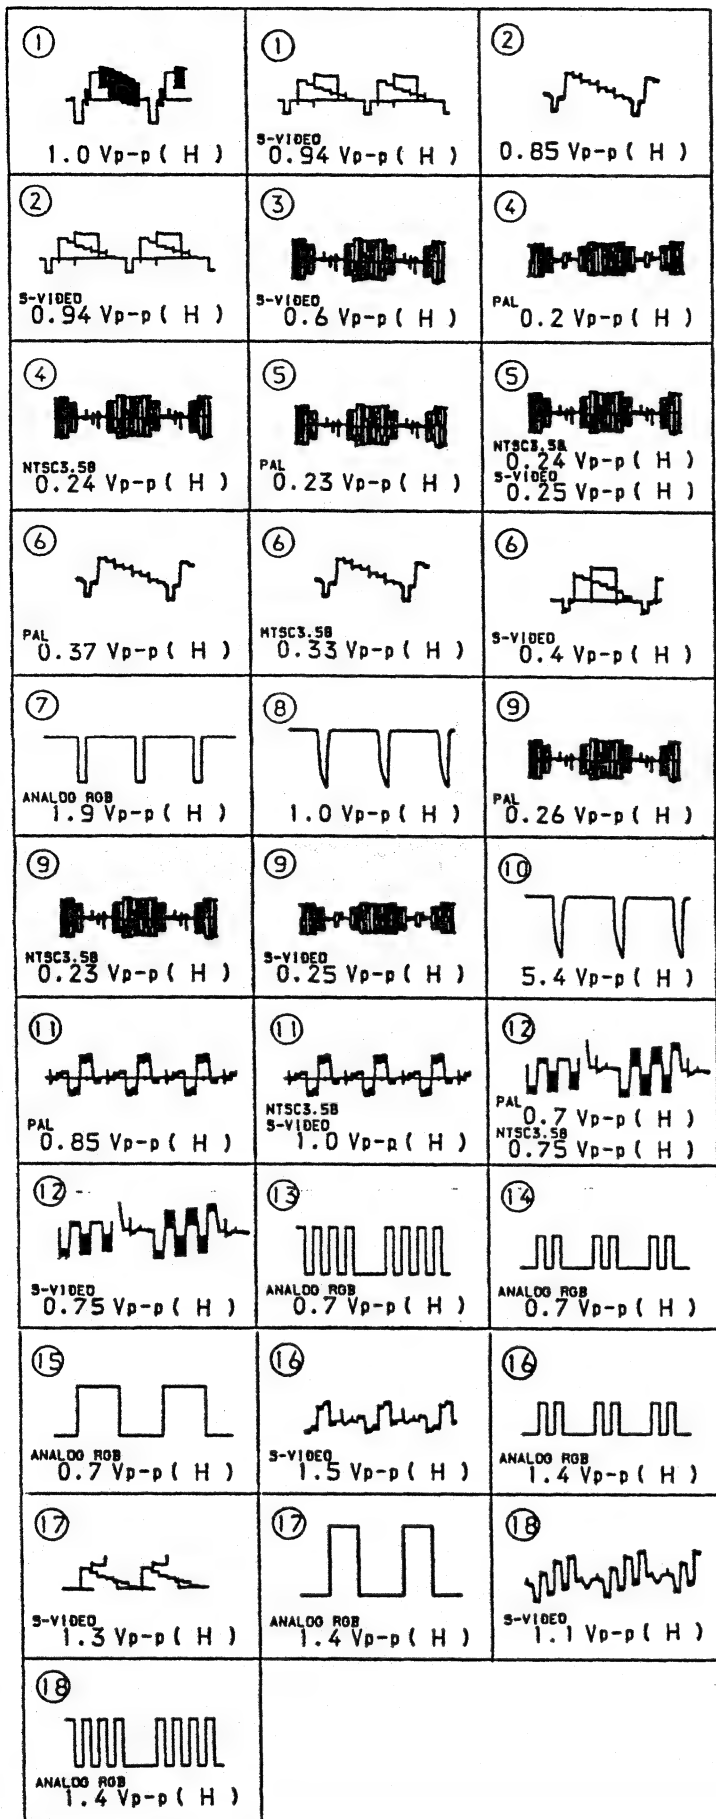 ①
1.0 Vp-p ( H )
①
S-VIDEO
0.94 Vp-p ( H )
②
0.85 Vp-p ( H )
②
S-VIDEO
0.94 Vp-p ( H )
③
S-VIDEO
0.6 Vp-p ( H )
④
PAL
0.2 Vp-p ( H )
④
NTSC3.58
0.24 Vp-p ( H )
⑤
PAL
0.23 Vp-p ( H )
⑤
NTSC3.58
0.24 Vp-p ( H )
S-VIDEO
0.25 Vp-p ( H )
⑥
PAL
0.37 Vp-p ( H )
⑥
NTSC3.58
0.33 Vp-p ( H )
⑥
S-VIDEO
0.4 Vp-p ( H )
⑦
ANALOG RGB
1.9 Vp-p ( H )
⑧
1.0 Vp-p ( H )
⑨
PAL
0.26 Vp-p ( H )
⑨
NTSC3.58
0.23 Vp-p ( H )
⑨
S-VIDEO
0.25 Vp-p ( H )
⑩
5.4 Vp-p ( H )
⑪
PAL
0.85 Vp-p ( H )
⑪
NTSC3.58
S-VIDEO
1.0 Vp-p ( H )
⑫
PAL
0.7 Vp-p ( H )
NTSC3.58
0.75 Vp-p ( H )
⑫
S-VIDEO
0.75 Vp-p ( H )
⑬
ANALOG RGB
0.7 Vp-p ( H )
⑭
ANALOG RGB
0.7 Vp-p ( H )
⑮
ANALOG RGB
0.7 Vp-p ( H )
⑯
S-VIDEO
1.5 Vp-p ( H )
⑯
ANALOG RGB
1.4 Vp-p ( H )
⑰
S-VIDEO
1.3 Vp-p ( H )
⑰
ANALOG RGB
1.4 Vp-p ( H )
⑱
S-VIDEO
1.1 Vp-p ( H )
⑱
ANALOG RGB
1.4 Vp-p ( H )